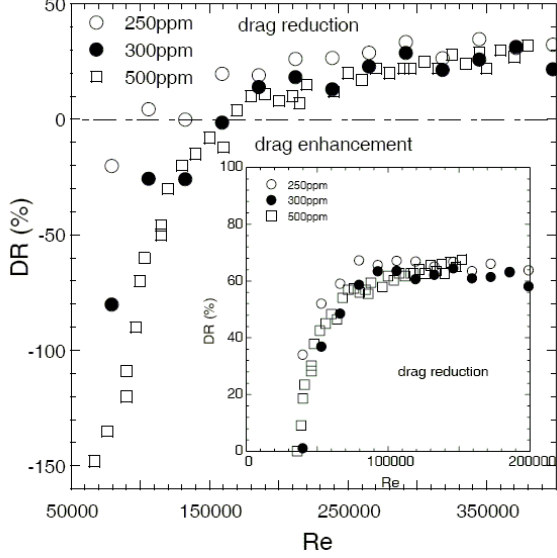 50
250ppm
drag reduction
300ppm
500ppm
0
drag enhancement
-50
-100
-150
DR (%)
50000
150000
250000
350000
Re
100
250ppm
300ppm
500ppm
80
60
40
20
0
DR (%)
drag reduction
0
100000
200000
Re